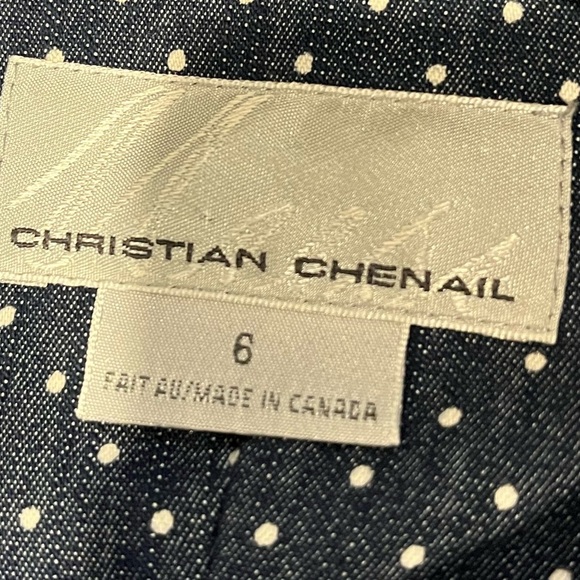 CHRISTIAN CHENAIL
6
FAIT AU/MADE IN CANADA